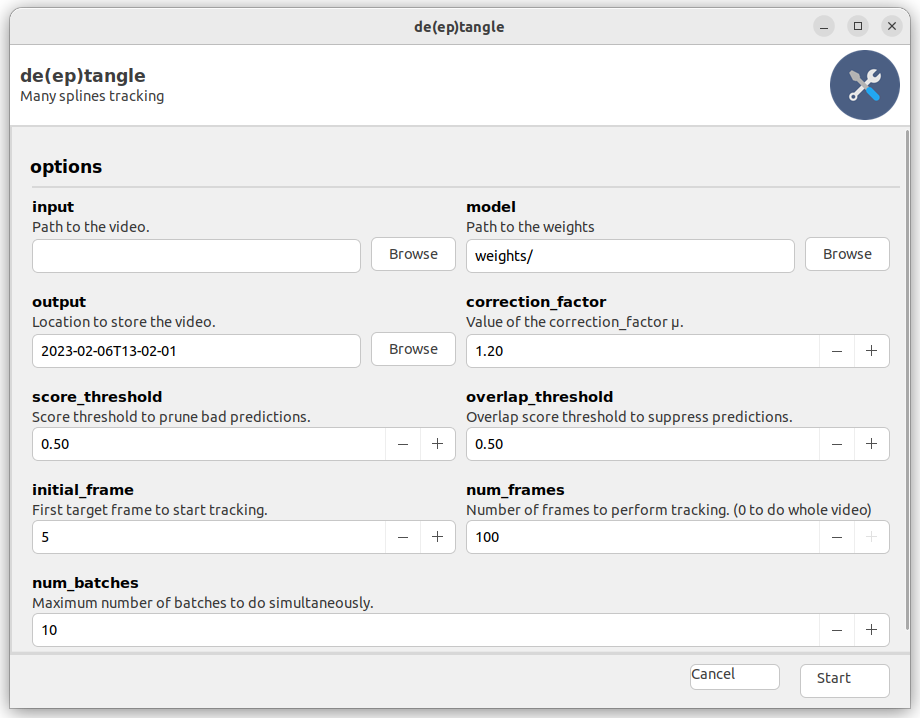 de(ep)tangle
de(ep)tangle
Many splines tracking
options
input
Path to the video.
Browse
model
Path to the weights
weights/
Browse
output
Location to store the video.
2023-02-06T13-02-01
Browse
correction_factor
Value of the correction_factor μ.
1.20
score_threshold
Score threshold to prune bad predictions.
0.50
overlap_threshold
Overlap score threshold to suppress predictions.
0.50
initial_frame
First target frame to start tracking.
5
num_frames
Number of frames to perform tracking. (0 to do whole video)
100
num_batches
Maximum number of batches to do simultaneously.
10
Cancel
Start